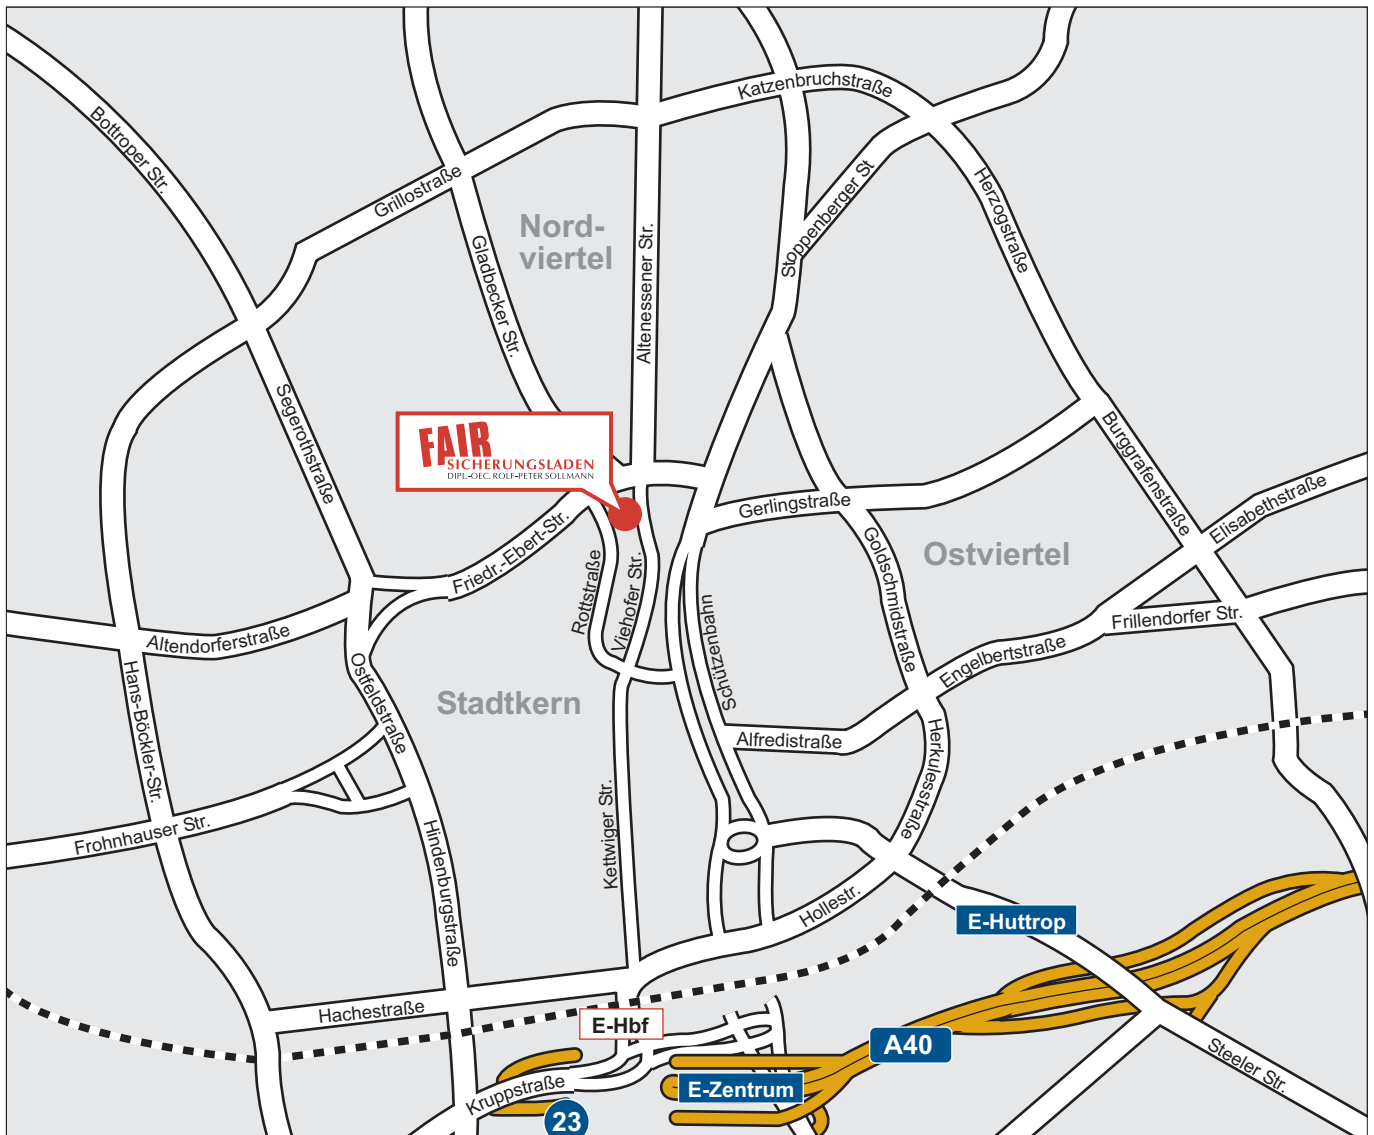 Katzenbruchstraße
Bottroper Str.
Grillostraße
Stoppenberger St
Herzogstraße
Nord-
viertel
Gladbecker Str.
Altenessener Str.
Segerothstraße
FAIR
SICHERUNGSLADEN
DIPL.-OEC. ROLF-PETER SOLLMANN
Burggrafenstraße
Elisabethstraße
Gerlingstraße
Friedr.-Ebert-Str.
Goldschmidtstraße
Ostviertel
Rottstraße
Viehofer Str.
Schützenbahn
Frillendorfer Str.
Altendorferstraße
Engelbertstraße
Ostfeldstraße
Hans-Böckler-Str.
Stadtkern
Alfredistraße
Herkulesstraße
Kettwiger Str.
Frohnhauser Str.
Hindenburgstraße
Hollestr.
E-Huttrop
Hachestraße
E-Hbf
A40
Steeler Str.
Kruppstraße
E-Zentrum
23